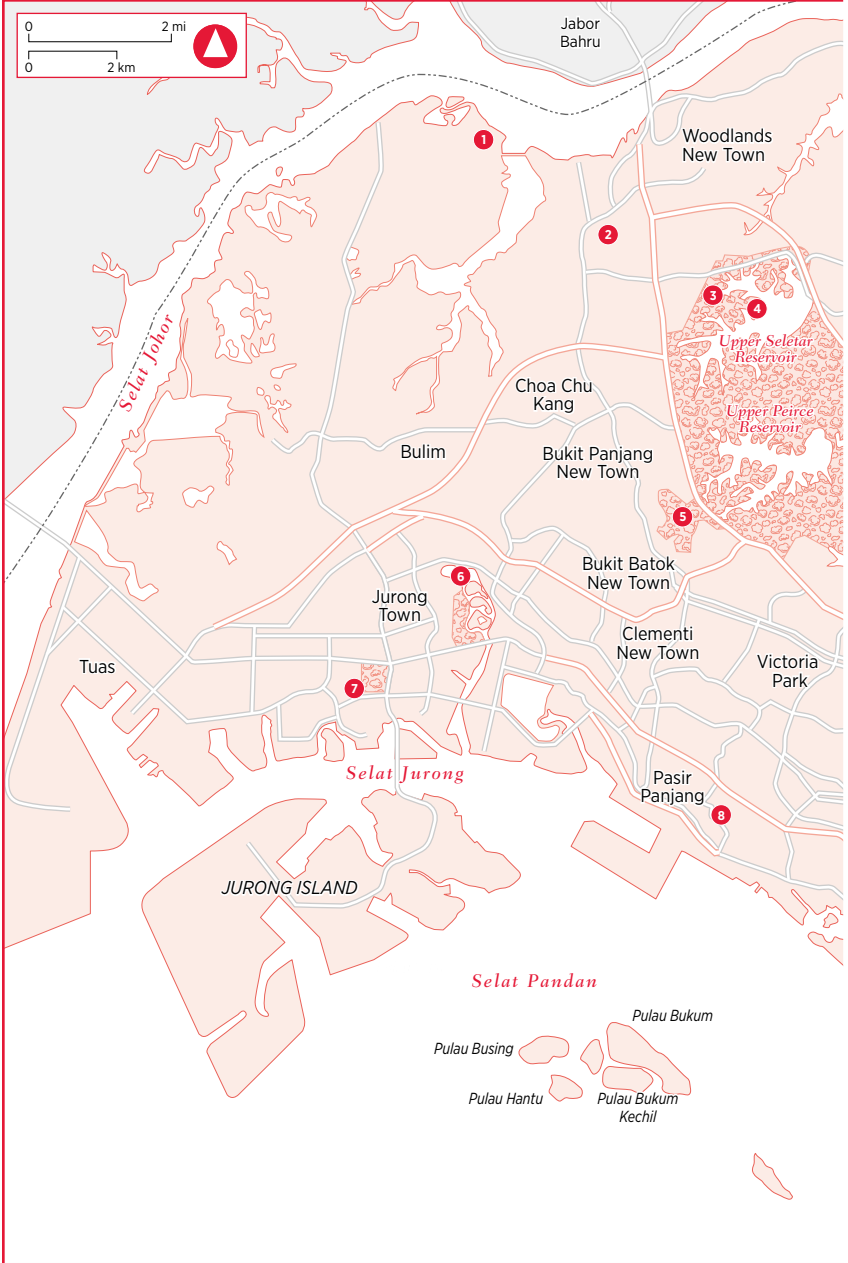 0 2 mi
0 2 km
Jabor
Bahru
1
Woodlands
New Town
2
3
4
Selat Johor
Upper Seletar
Reservoir
Choa Chu
Kang
Upper Peirce
Reservoir
Bulim
Bukit Panjang
New Town
5
Bukit Batok
New Town
6
Jurong
Town
Clementi
New Town
Tuas
Victoria
Park
7
Selat Jurong
Pasir
Panjang
8
JURONG ISLAND
Selat Pandan
Pulau Bukum
Pulau Busing
Pulau Hantu
Pulau Bukum
Kechil